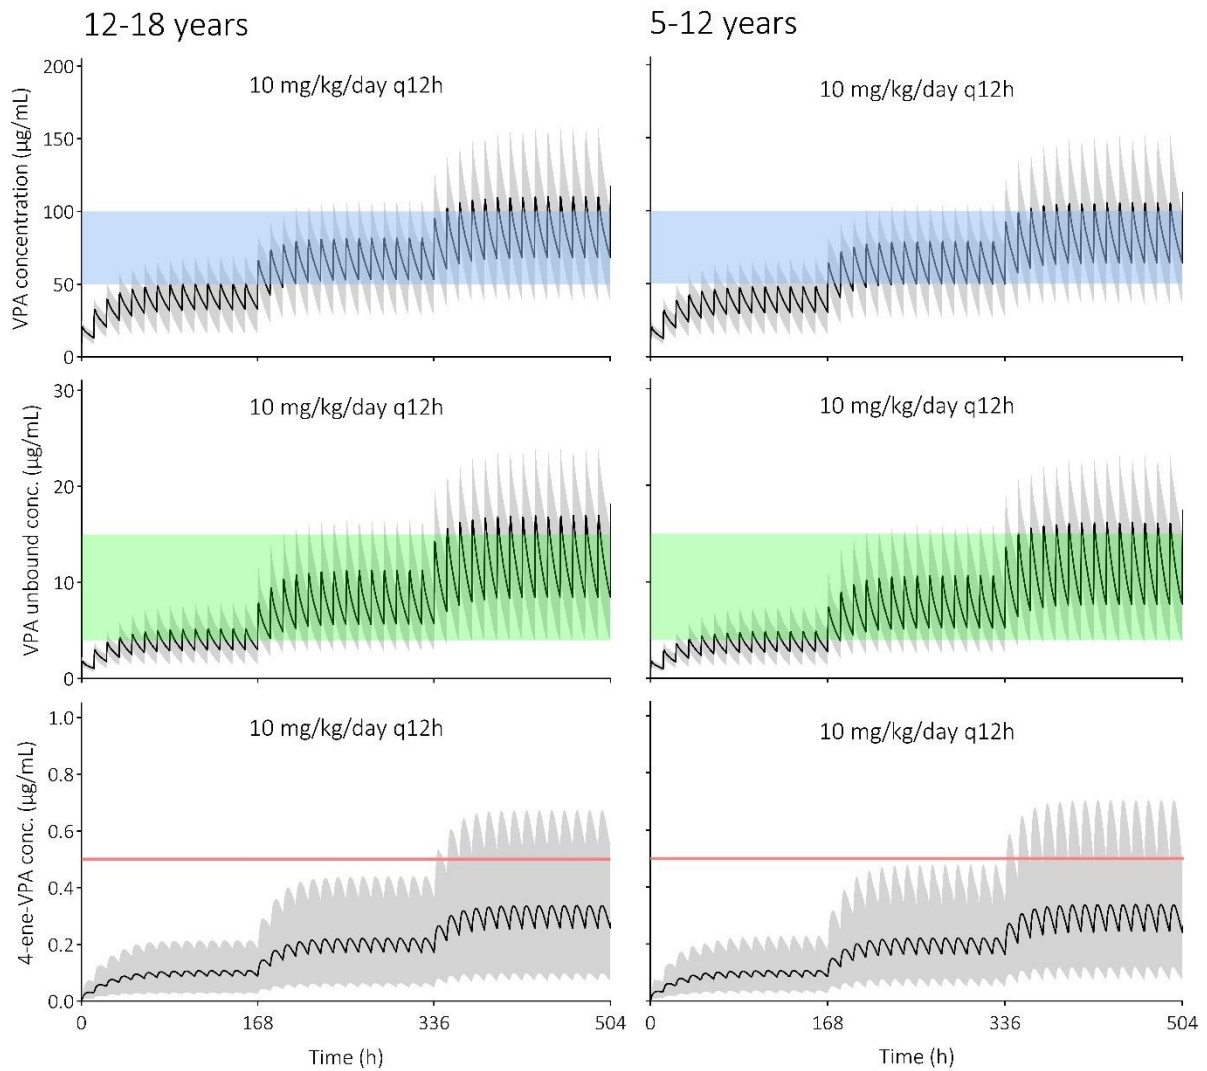 12-18 years
5-12 years
VPA concentration (µg/mL)
200
150
100
50
0
10 mg/kg/day q12h
10 mg/kg/day q12h
VPA unbound conc. (µg/mL)
30
20
10
0
10 mg/kg/day q12h
10 mg/kg/day q12h
4-ene-VPA conc. (µg/mL)
1.0
0.8
0.6
0.4
0.2
0.0
10 mg/kg/day q12h
10 mg/kg/day q12h
0 168 336 504
0 168 336 504
Time (h)
Time (h)